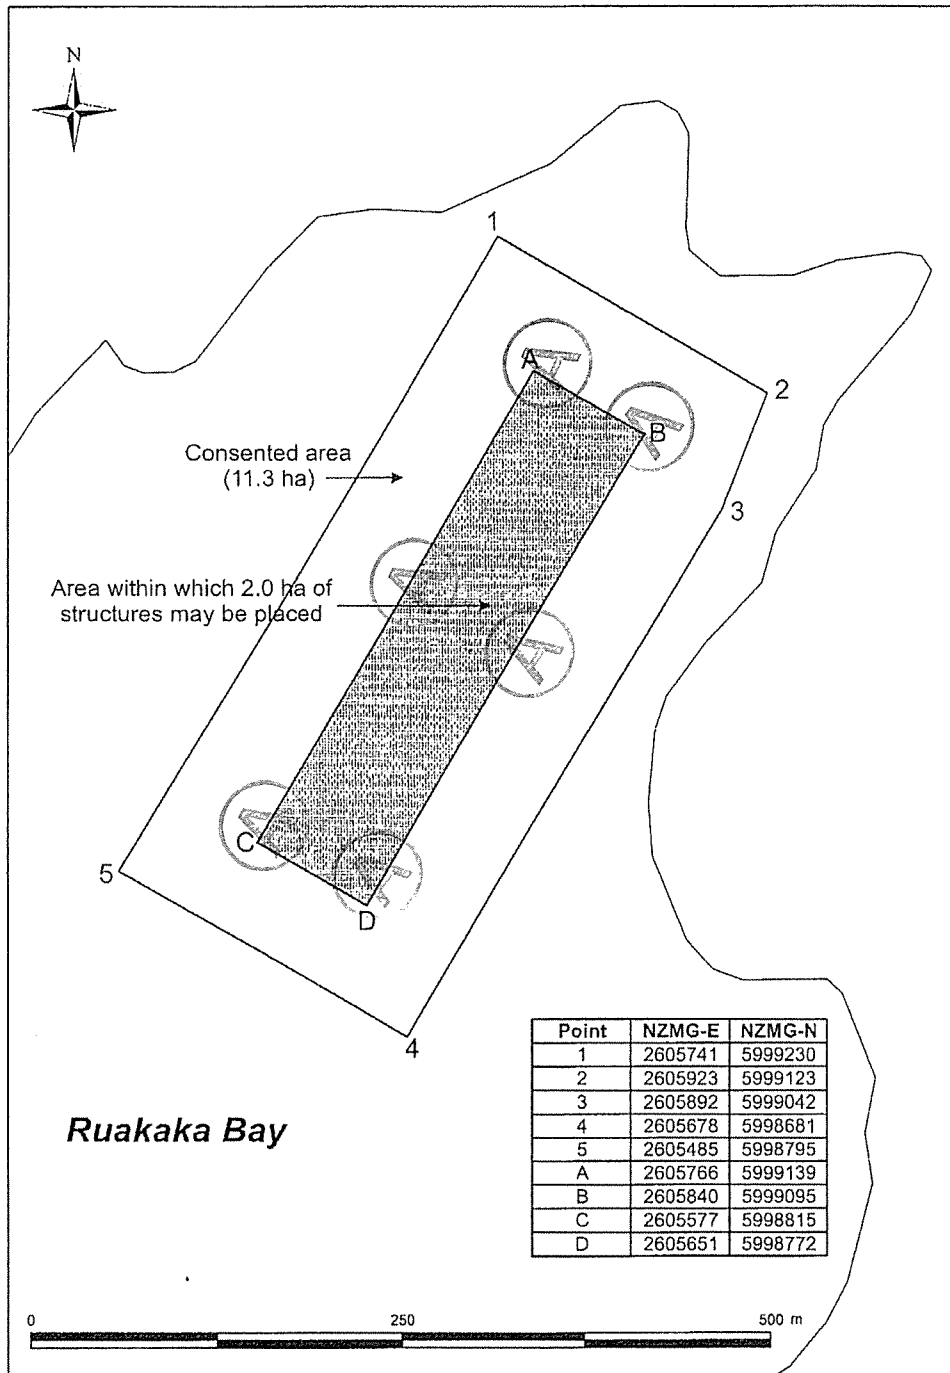 N
1
2
A
B
Consented area
(11.3 ha)
3
Area within which 2.0 ha of
structures may be placed
C
5
D
4
Point NZMG-E NZMG-N
1 2605741 5999230
2 2605923 5999123
3 2605892 5999042
4 2605678 5998681
5 2605485 5998795
A 2605766 5999139
B 2605840 5999095
C 2605577 5998815
D 2605651 5998772
Ruakaka Bay
0 250 500 m